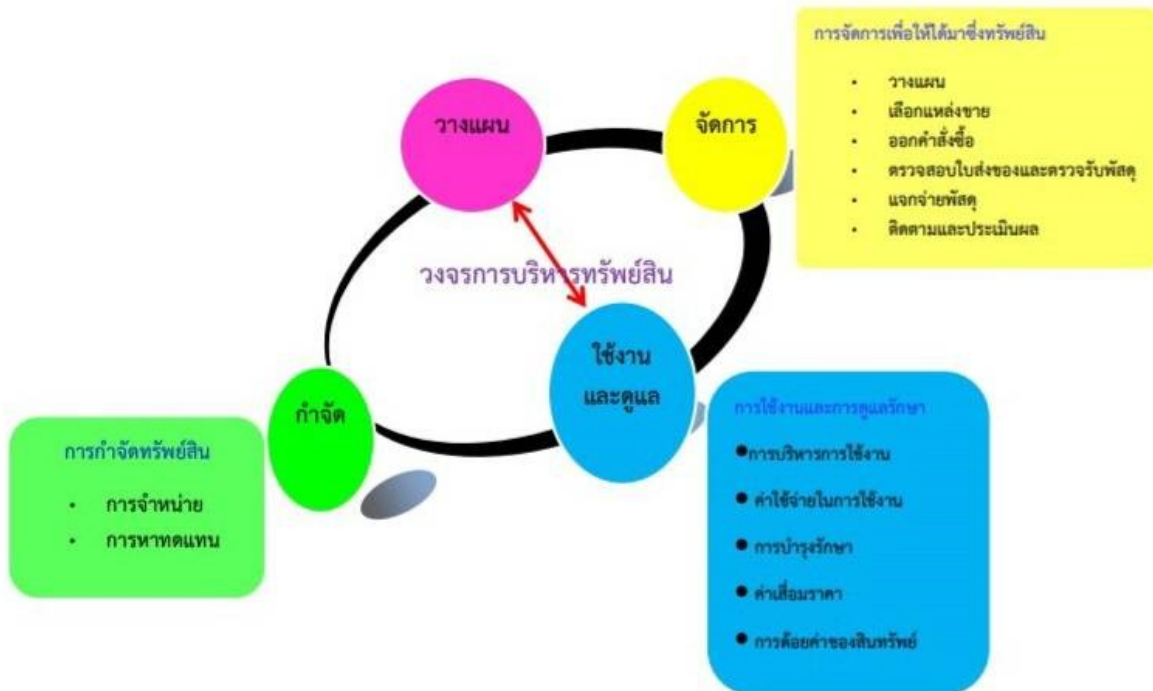 การจัดการเพื่อให้ได้มาซึ่งทรัพย์สิน
• วางแผน
• เลือกแหล่งขาย
• ออกคำสั่งซื้อ
• ตรวจสอบใบส่งของและตรวจรับพัสดุ
• แจกจ่ายพัสดุ
• ติดตามและประเมินผล
วางแผน
จัดการ
วงจรการบริหารทรัพย์สิน
ใช้งาน
และดูแล
กำจัด
การกำจัดทรัพย์สิน
• การจำหน่าย
• การหาทดแทน
การใช้งานและการดูแลรักษา
●การบริหารการใช้งาน
● ค่าใช้จ่ายในการใช้งาน
● การบำรุงรักษา
● ค่าเสื่อมราคา
● การด้อยค่าของสินทรัพย์